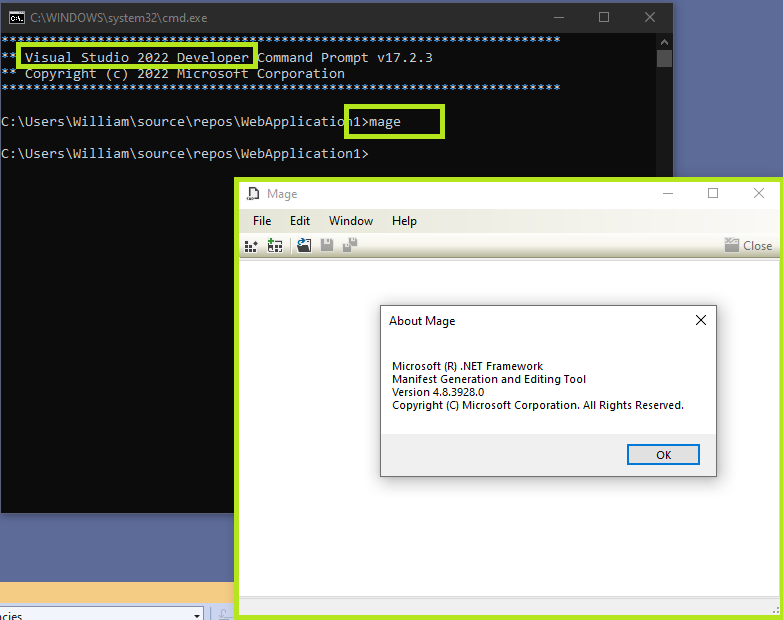 C:\WINDOWS\system32\cmd.exe
**********************************************************************
** Visual Studio 2022 Developer Command Prompt v17.2.3
** Copyright (c) 2022 Microsoft Corporation
**********************************************************************
C:\Users\William\source\repos\WebApplication1>mage
C:\Users\William\source\repos\WebApplication1>
Mage
File Edit Window Help
Close
About Mage
Microsoft (R) .NET Framework
Manifest Generation and Editing Tool
Version 4.8.3928.0
Copyright (C) Microsoft Corporation. All Rights Reserved.
OK